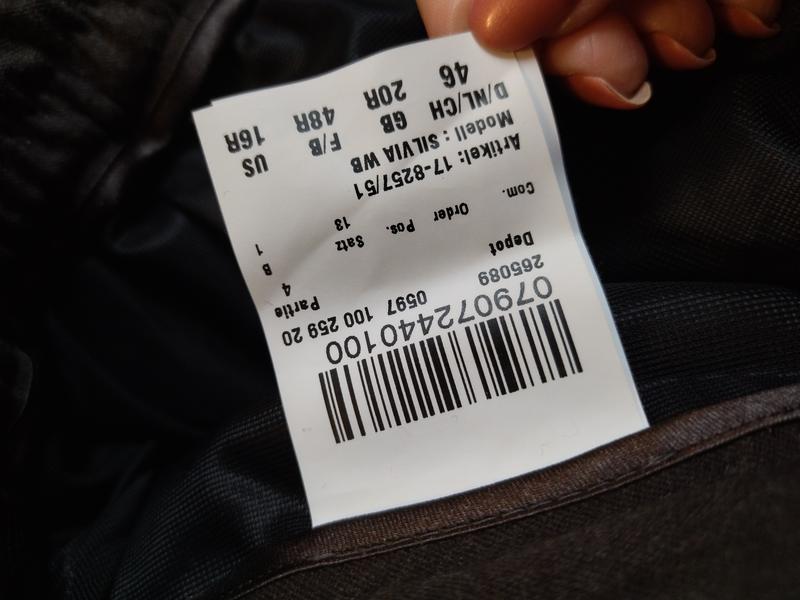 079072440100
265089 0597 100 259 20
Depot Partie
4
Com. Order Pos. Satz B
13 1
Artikel: 17-8257/51
Modell : SILVIA WB
D/NL/CH GB F/B US
46 20R 48R 16R